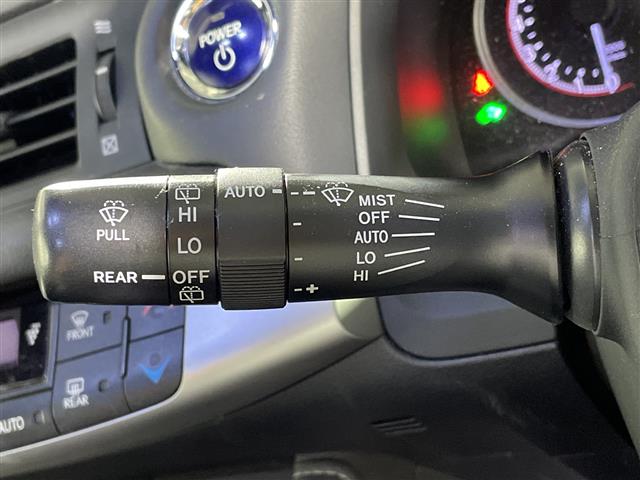 POWER
PULL
REAR
HI
LO
OFF
AUTO
- +
MIST
OFF
AUTO
LO
HI
FRONT
REAR
AUTO